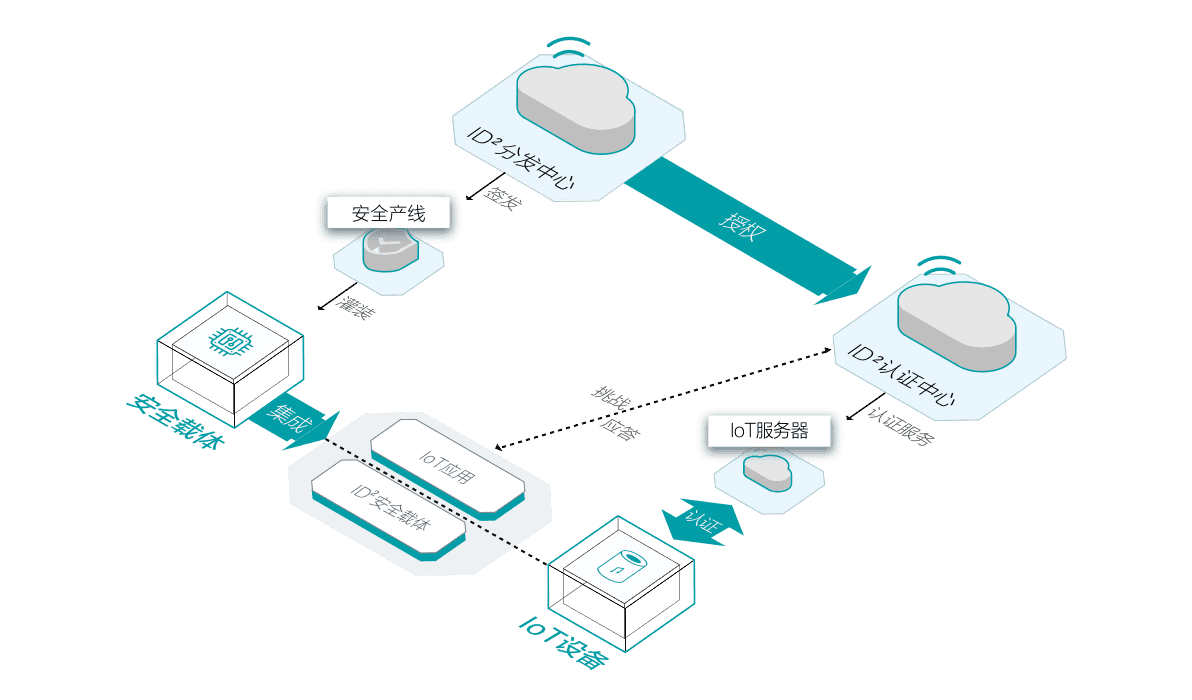 ID²分发中心
签发
安全产线
授权
灌装
ID²认证中心
挑战
应答
安全载体
集成
认证服务
IoT服务器
IoT应用
ID²安全载体
认证
IoT设备